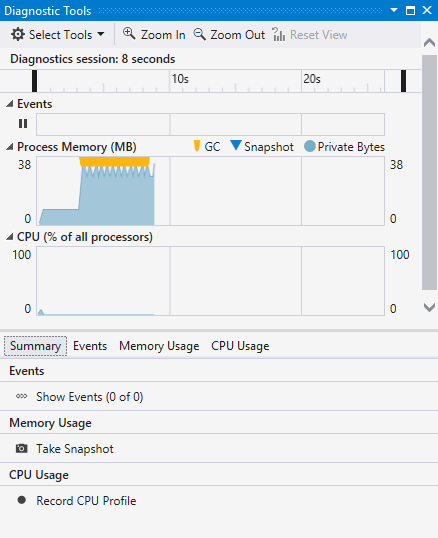 Diagnostic Tools
Select Tools Zoom In Zoom Out Reset View
Diagnostics session: 8 seconds
10s 20s
Events
Process Memory (MB) GC Snapshot Private Bytes
38 38
0 0
CPU (% of all processors)
100 100
0 0
Summary Events Memory Usage CPU Usage
Events
Show Events (0 of 0)
Memory Usage
Take Snapshot
CPU Usage
Record CPU Profile